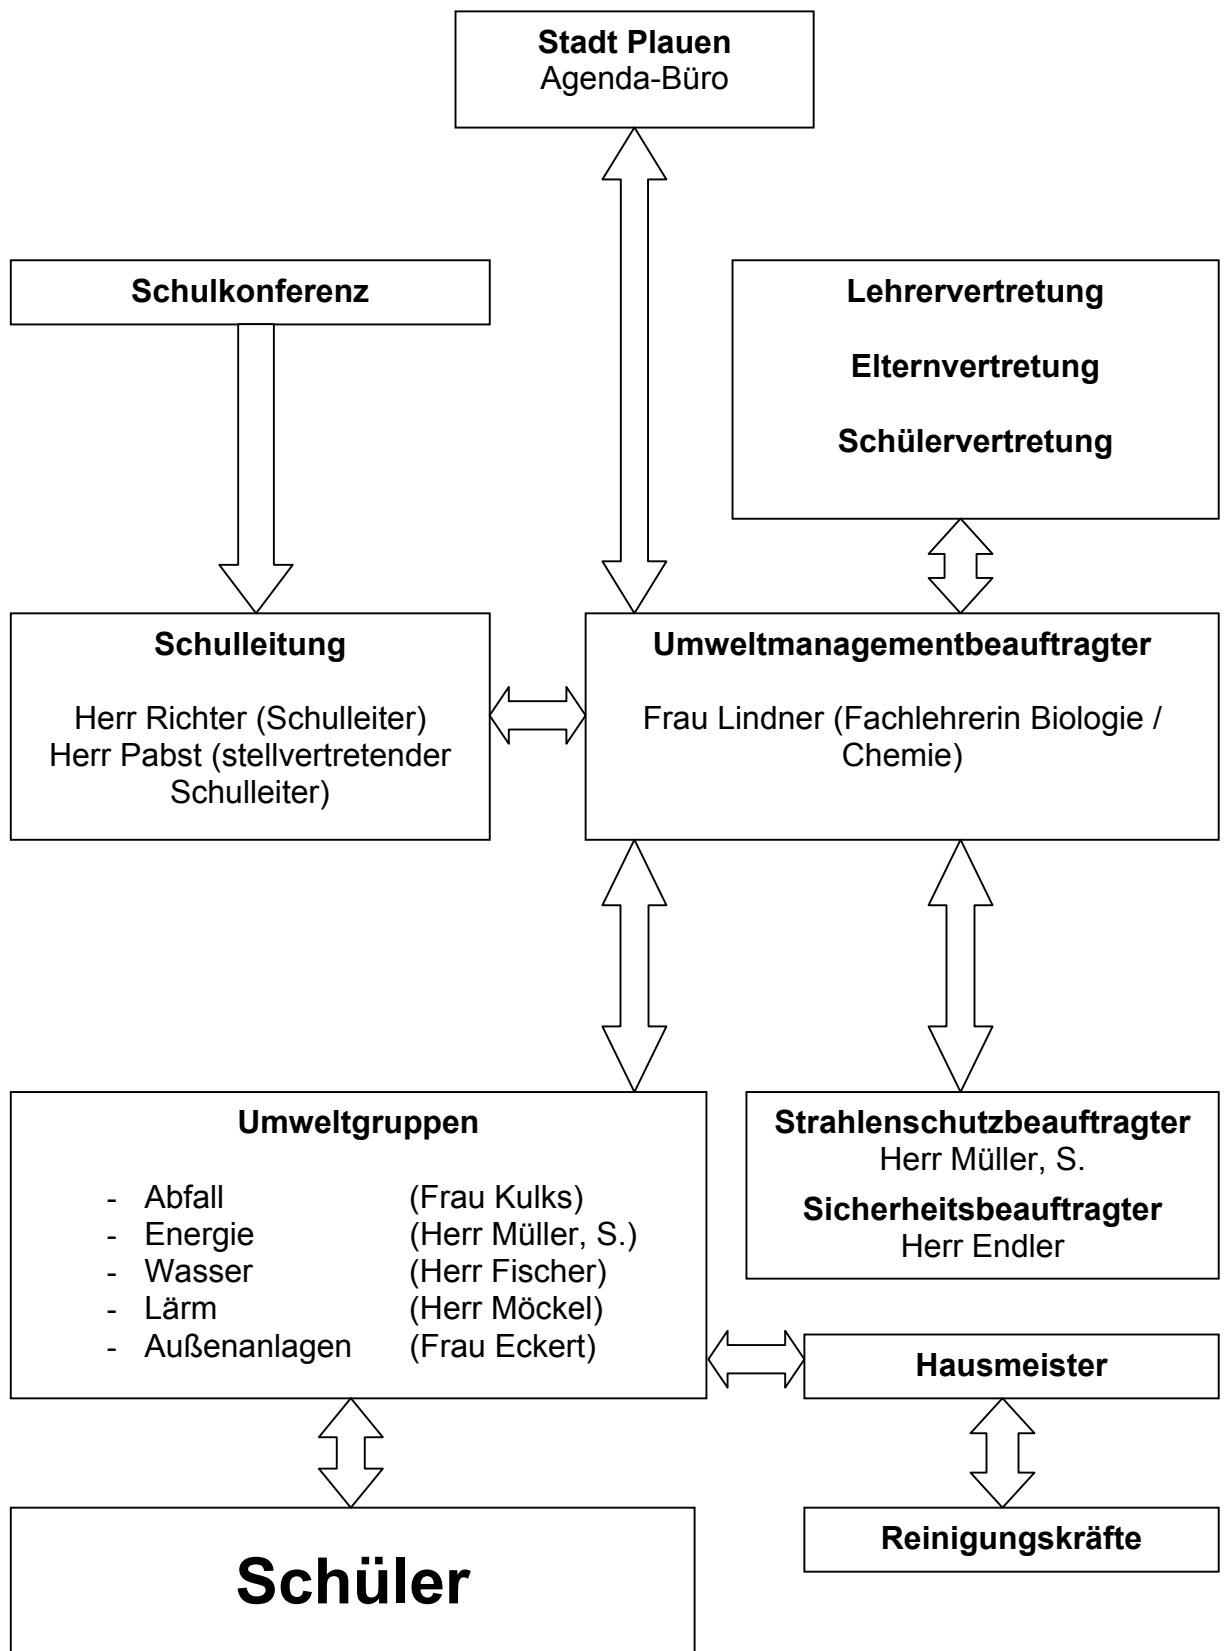 Stadt Plauen
Agenda-Büro
Schulkonferenz
Lehrervertretung
Elternvertretung
Schülervertretung
Schulleitung
Herr Richter (Schulleiter)
Herr Pabst (stellvertretender
Schulleiter)
Umweltmanagementbeauftragter
Frau Lindner (Fachlehrerin Biologie /
Chemie)
Umweltgruppen
- Abfall (Frau Kulks)
- Energie (Herr Müller, S.)
- Wasser (Herr Fischer)
- Lärm (Herr Möckel)
- Außenanlagen (Frau Eckert)
Strahlenschutzbeauftragter
Herr Müller, S.
Sicherheitsbeauftragter
Herr Endler
Hausmeister
Reinigungskräfte
Schüler